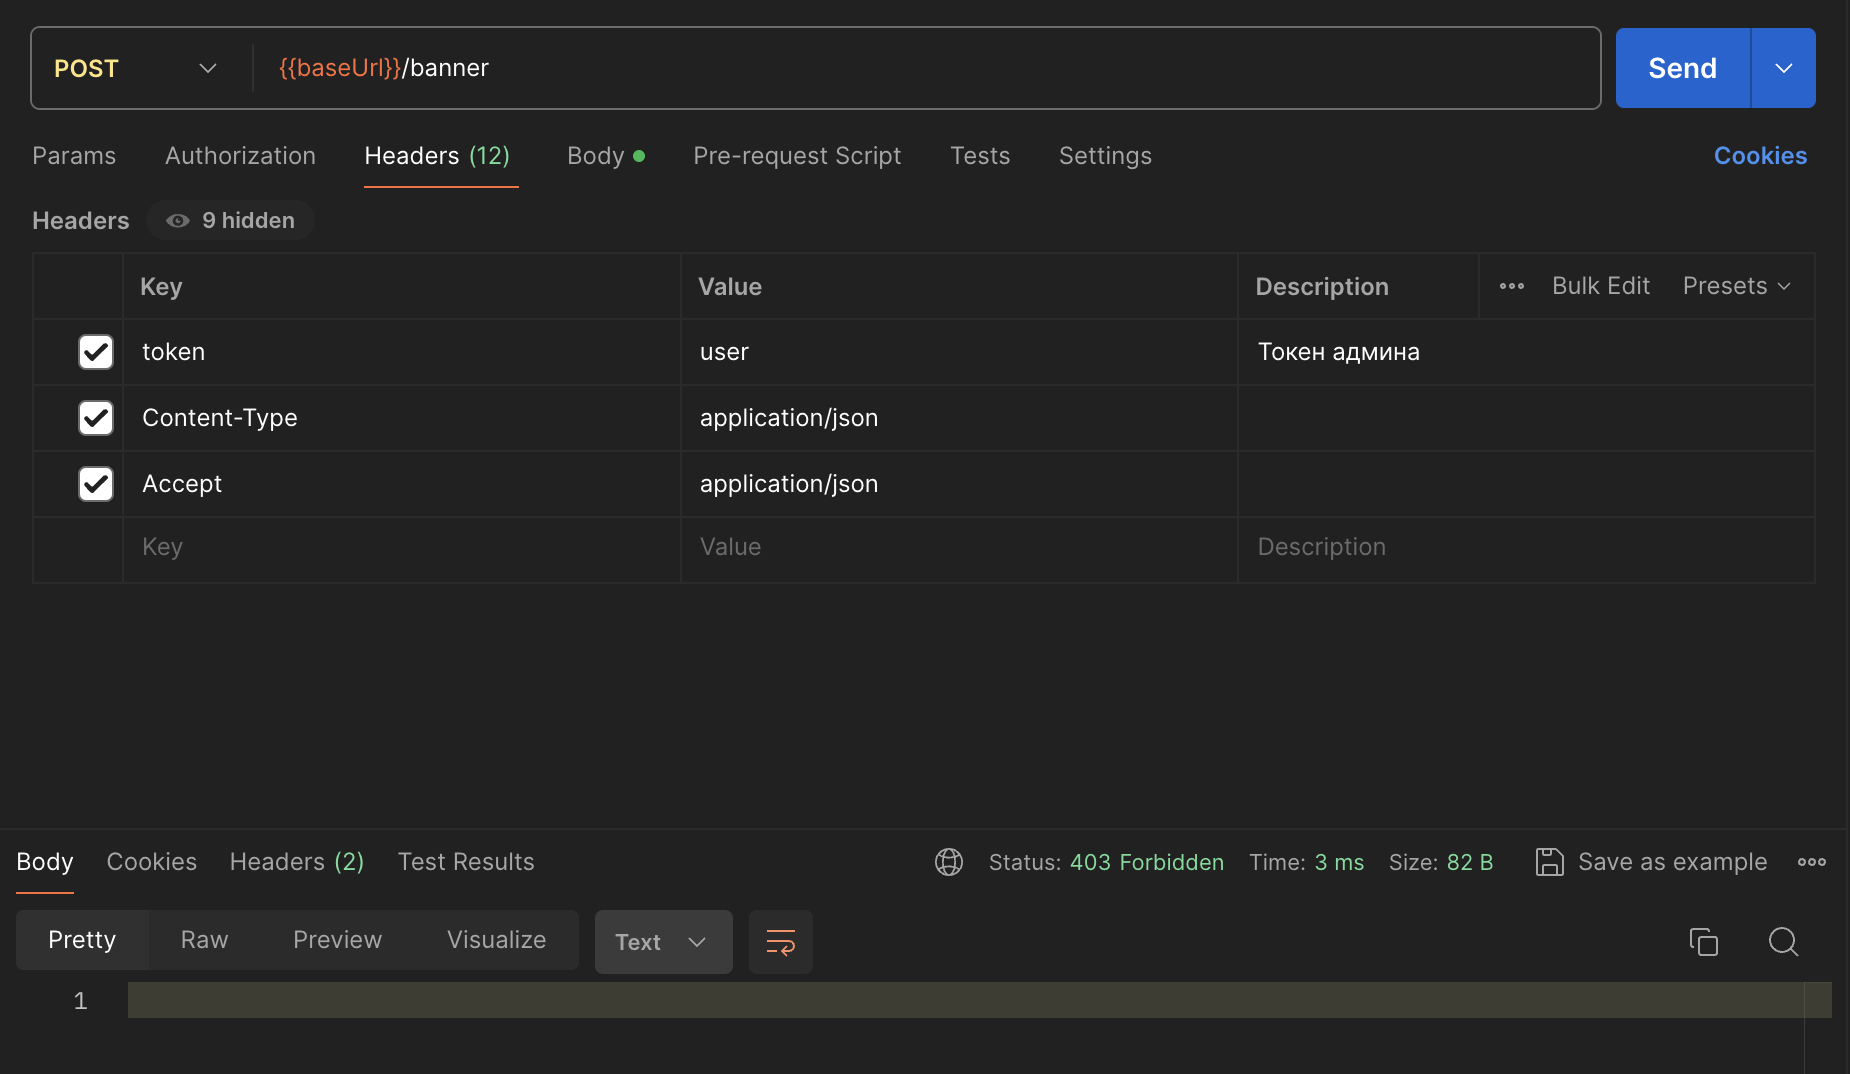 POST {{baseUrl}}/banner Send
Params Authorization Headers (12) Body Pre-request Script Tests Settings Cookies
Headers 9 hidden
Key Value Description Bulk Edit Presets
token user Токен админа
Content-Type application/json
Accept application/json
Key Value Description
Body Cookies Headers (2) Test Results Status: 403 Forbidden Time: 3 ms Size: 82 B Save as example
Pretty Raw Preview Visualize Text
1